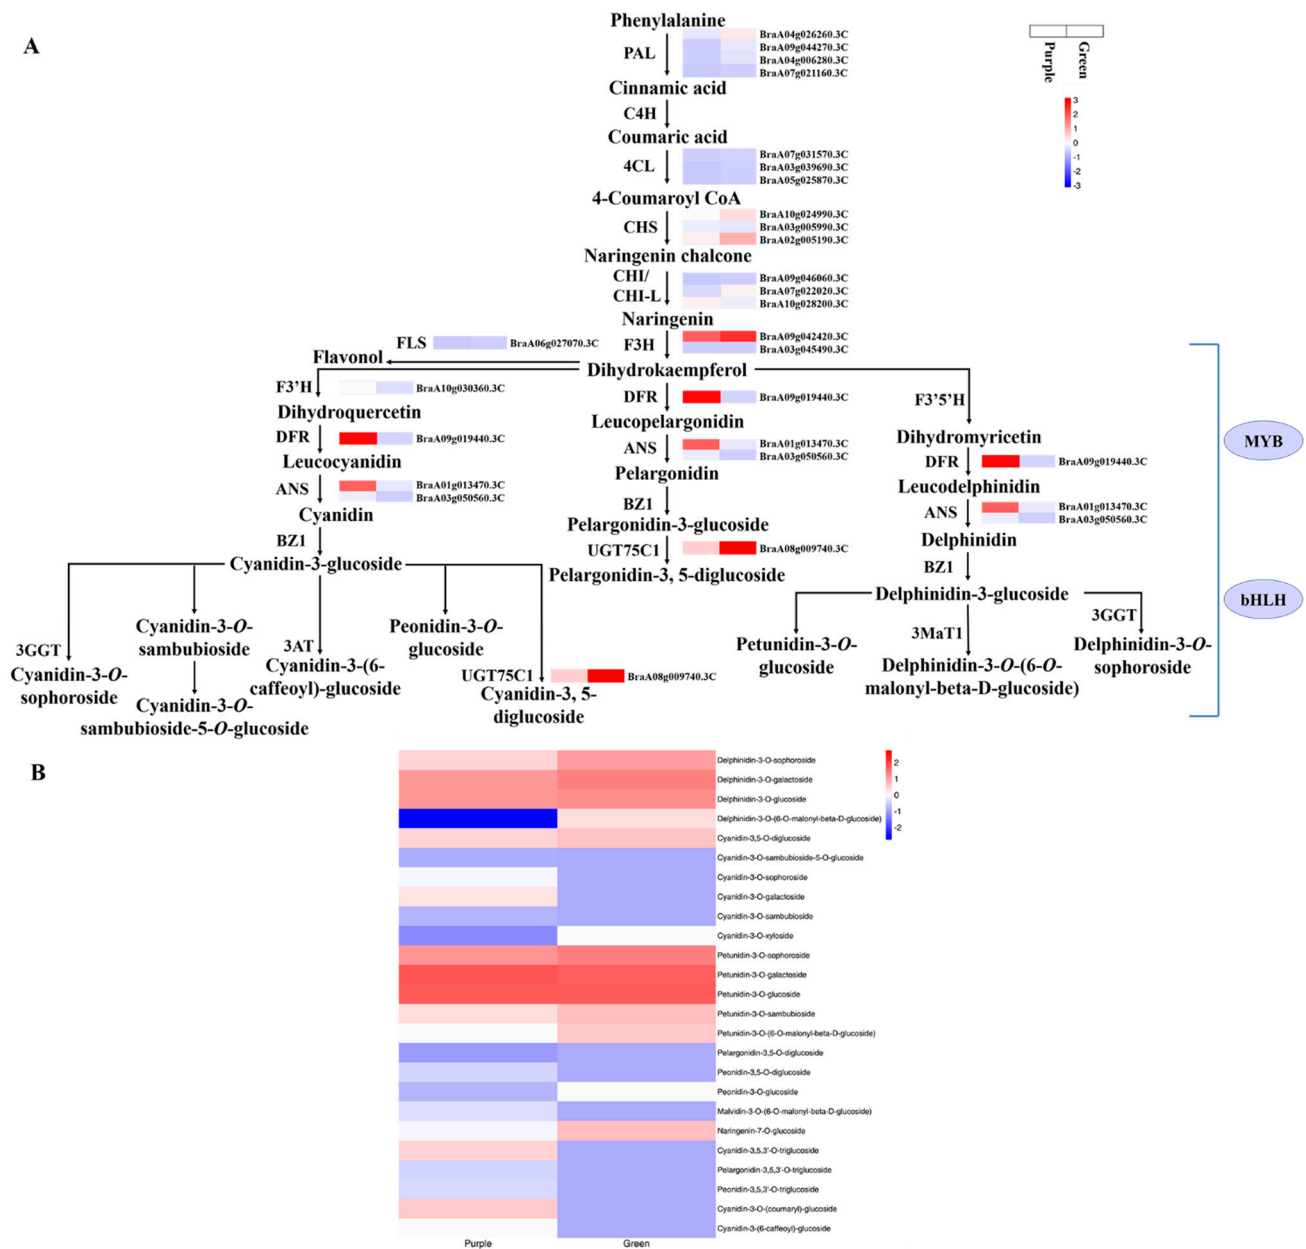 A
Phenylalanine
PAL
BraA04g026260.3C
BraA09g044270.3C
BraA04g006280.3C
BraA07g021160.3C
Purple
Green
3
2
1
0
-1
-2
-3
Cinnamic acid
C4H
Coumaric acid
4CL
BraA07g031570.3C
BraA03g039690.3C
BraA05g025870.3C
4-Coumaroyl CoA
CHS
BraA10g024990.3C
BraA03g005990.3C
BraA02g005190.3C
Naringenin chalcone
CHI/
CHI-L
BraA09g046060.3C
BraA07g022020.3C
BraA10g028200.3C
Naringenin
F3H
BraA09g042420.3C
BraA03g045490.3C
FLS
BraA06g027070.3C
Flavonol
Dihydrokaempferol
F3’H
BraA10g030360.3C
Dihydroquercetin
DFR
BraA09g019440.3C
Leucocyanidin
ANS
BraA01g013470.3C
BraA03g050560.3C
Cyanidin
BZ1
Cyanidin-3-glucoside
DFR
BraA09g019440.3C
Leucopelargonidin
ANS
BraA01g013470.3C
BraA03g050560.3C
Pelargonidin
BZ1
Pelargonidin-3-glucoside
UGT75C1
BraA08g009740.3C
Pelargonidin-3, 5-diglucoside
F3’5’H
Dihydromyricetin
DFR
BraA09g019440.3C
Leucodelphinidin
ANS
BraA01g013470.3C
BraA03g050560.3C
Delphinidin
BZ1
Delphinidin-3-glucoside
MYB
bHLH
3GGT
Cyanidin-3-O-
sophoroside
Cyanidin-3-O-
sambubioside
Cyanidin-3-O-
sambubioside-5-O-glucoside
3AT
Cyanidin-3-(6-
caffeoyl)-glucoside
Peonidin-3-O-
glucoside
UGT75C1
BraA08g009740.3C
Cyanidin-3, 5-
diglucoside
Petunidin-3-O-
glucoside
3MaT1
Delphinidin-3-O-(6-O-
malonyl-beta-D-glucoside)
3GGT
Delphinidin-3-O-
sophoroside
B
Delphinidin-3-O-sophoroside
Delphinidin-3-O-galactoside
Delphinidin-3-O-glucoside
Delphinidin-3-O-(6-O-malonyl-beta-D-glucoside)
Cyanidin-3,5-O-diglucoside
Cyanidin-3-O-sambubioside-5-O-glucoside
Cyanidin-3-O-sophoroside
Cyanidin-3-O-galactoside
Cyanidin-3-O-sambubioside
Cyanidin-3-O-xyloside
Petunidin-3-O-sophoroside
Petunidin-3-O-galactoside
Petunidin-3-O-glucoside
Petunidin-3-O-sambubioside
Petunidin-3-O-(6-O-malonyl-beta-D-glucoside)
Pelargonidin-3,5-O-diglucoside
Peonidin-3,5-O-diglucoside
Peonidin-3-O-glucoside
Malvidin-3-O-(6-O-malonyl-beta-D-glucoside)
Naringenin-7-O-glucoside
Cyanidin-3,5,3'-O-triglucoside
Pelargonidin-3,5,3'-O-triglucoside
Peonidin-3,5,3'-O-triglucoside
Cyanidin-3-O-(coumaryl)-glucoside
Cyanidin-3-(6-caffeoyl)-glucoside
2
1
0
-1
-2
Purple
Green